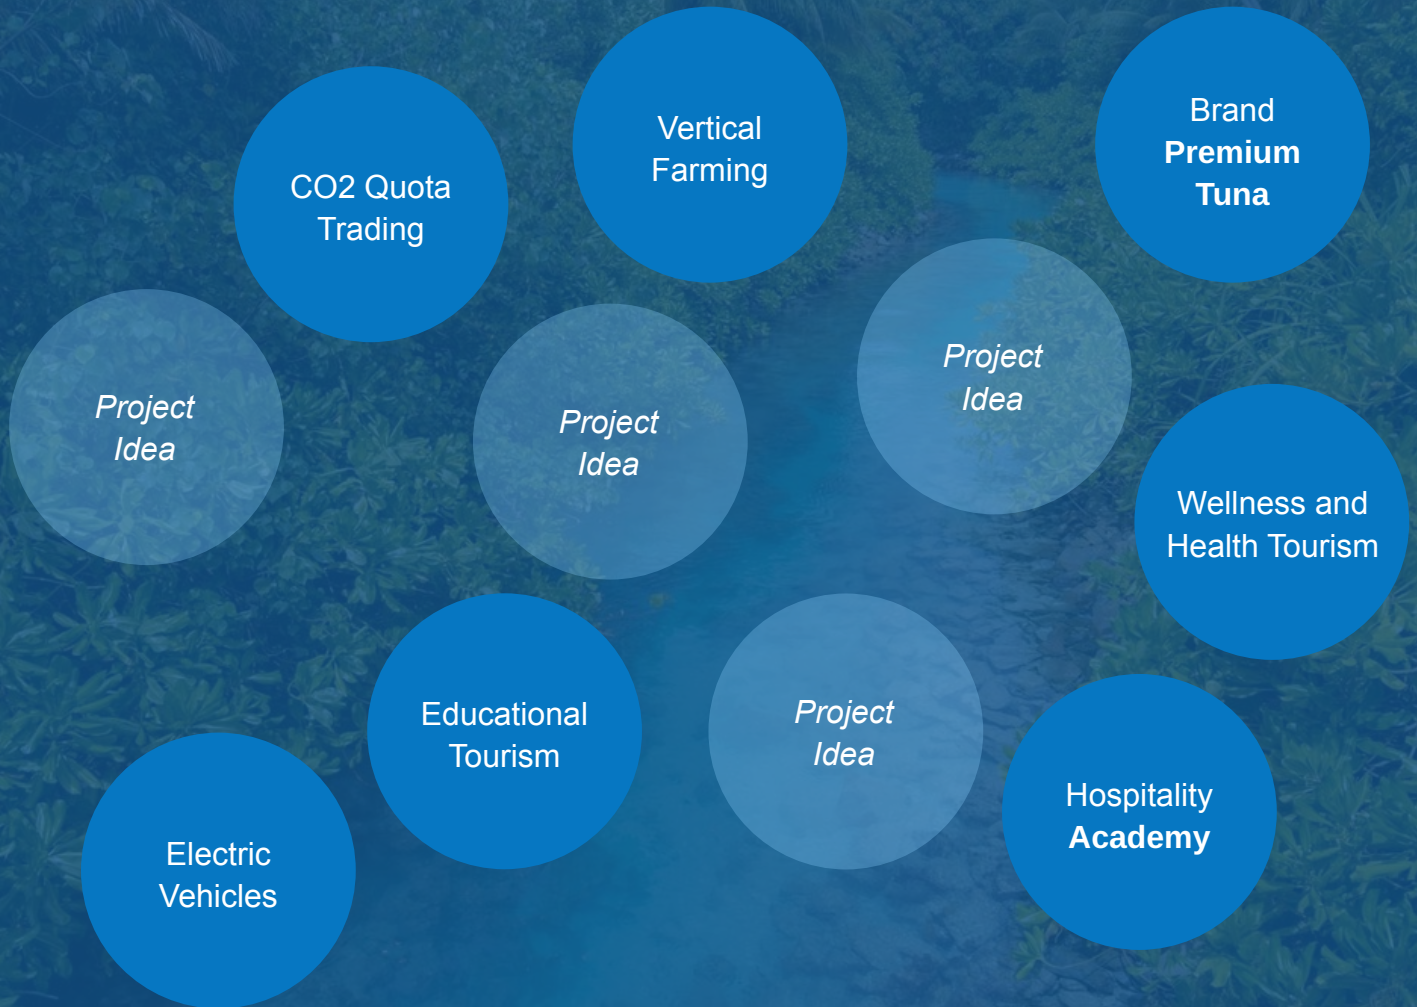 Vertical
Farming
Brand
Premium
Tuna
CO2 Quota
Trading
Project
Idea
Project
Idea
Project
Idea
Wellness and
Health Tourism
Educational
Tourism
Project
Idea
Hospitality
Academy
Electric
Vehicles